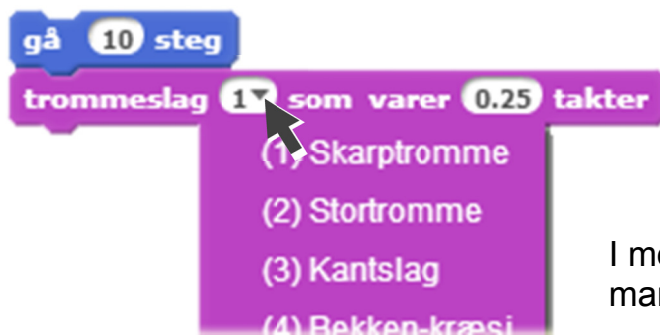 gå 10 steg
trommeslag 1 som varer 0.25 takter
(1) Skarptromme
(2) Stortromme
(3) Kantslag
(4) Bekken-kræsj
I